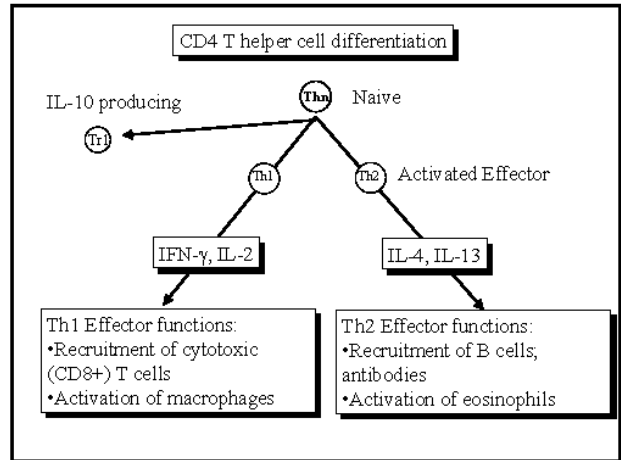 CD4 T helper cell differentiation
IL-10 producing
Thn
Naive
Tr1
Th1
Th2
Activated Effector
IFN-γ, IL-2
IL-4, IL-13
Th1 Effector functions:
•Recruitment of cytotoxic
(CD8+) T cells
•Activation of macrophages
Th2 Effector functions:
•Recruitment of B cells;
antibodies
•Activation of eosinophils